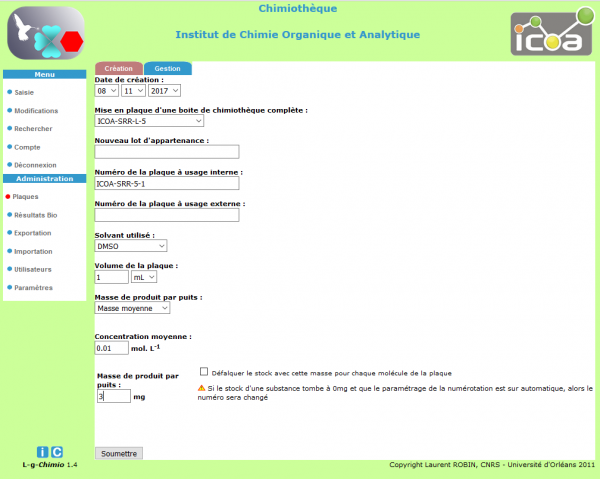 Chimiothèque
Institut de Chimie Organique et Analytique
icoa
Menu
Saisie
Modifications
Rechercher
Compte
Déconnexion
Administration
Plaques
Résultats Bio
Exportation
Importation
Utilisateurs
Paramètres
Création Gestion
Date de création :
08 11 2017
Mise en plaque d'une boite de chimiothèque complète :
ICOA-SRR-L-5
Nouveau lot d'appartenance :
Numéro de la plaque à usage interne :
ICOA-SRR-5-1
Numéro de la plaque à usage externe :
Solvant utilisé :
DMSO
Volume de la plaque :
1 mL
Masse de produit par puits :
Masse moyenne
Concentration moyenne :
0.01 mol. L-1
Masse de produit par
puits :
3 mg
Défalquer le stock avec cette masse pour chaque molécule de la plaque
Si le stock d'une substance tombe à 0mg et que le paramétrage de la numérotation est sur automatique, alors le
numéro sera changé
Soumettre
i C
L-g-Chimio 1.4
Copyright Laurent ROBIN, CNRS - Université d'Orléans 2011